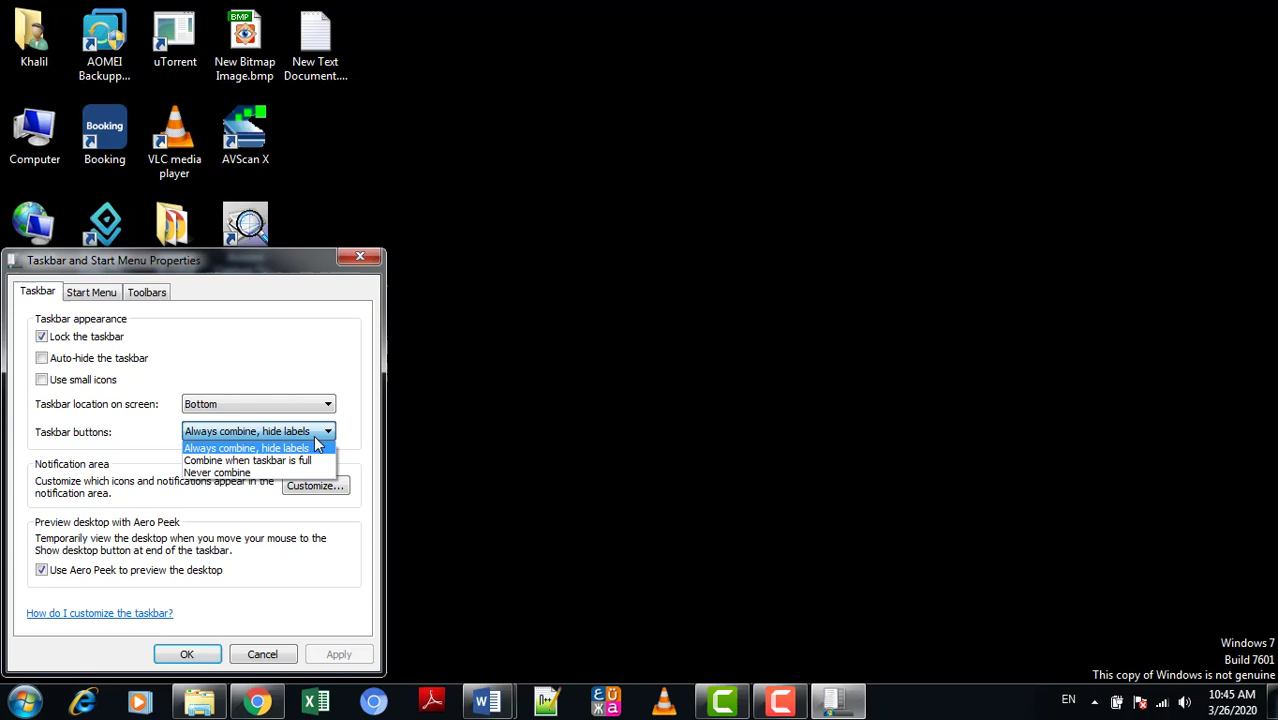 Khalil
AOMEI
Backupp...
uTorrent
BMP
New Bitmap
Image.bmp
New Text
Document....
Computer
Booking
Booking
VLC media
player
AVScan X
Taskbar and Start Menu Properties
Taskbar
Start Menu
Toolbars
Taskbar appearance
Lock the taskbar
Auto-hide the taskbar
Use small icons
Taskbar location on screen:
Bottom
Taskbar buttons:
Always combine, hide labels
Always combine, hide labels
Combine when taskbar is full
Never combine
Notification area
Customize which icons and notifications appear in the
notification area.
Customize...
Preview desktop with Aero Peek
Temporarily view the desktop when you move your mouse to the
Show desktop button at end of the taskbar.
Use Aero Peek to preview the desktop
How do I customize the taskbar?
OK
Cancel
Apply
Windows 7
Build 7601
This copy of Windows is not genuine
EN
10:45 AM
3/26/2020